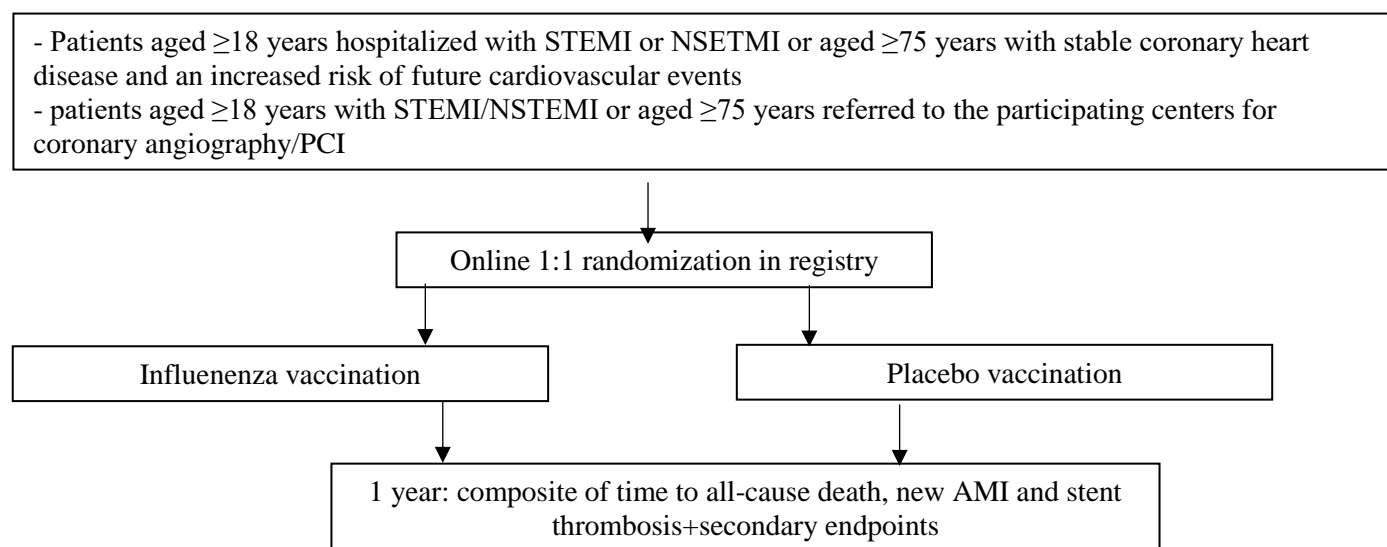 - Patients aged ≥18 years hospitalized with STEMI or NSETMI or aged ≥75 years with stable coronary heart
disease and an increased risk of future cardiovascular events
- patients aged ≥18 years with STEMI/NSTEMI or aged ≥75 years referred to the participating centers for
coronary angiography/PCI
Online 1:1 randomization in registry
Influenenza vaccination
Placebo vaccination
1 year: composite of time to all-cause death, new AMI and stent
thrombosis+secondary endpoints